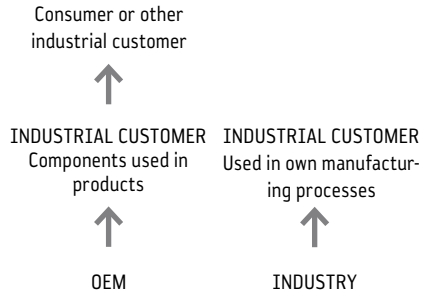 Consumer or other
industrial customer
INDUSTRIAL CUSTOMER
Components used in
products
INDUSTRIAL CUSTOMER
Used in own manufactur-
ing processes
OEM
INDUSTRY